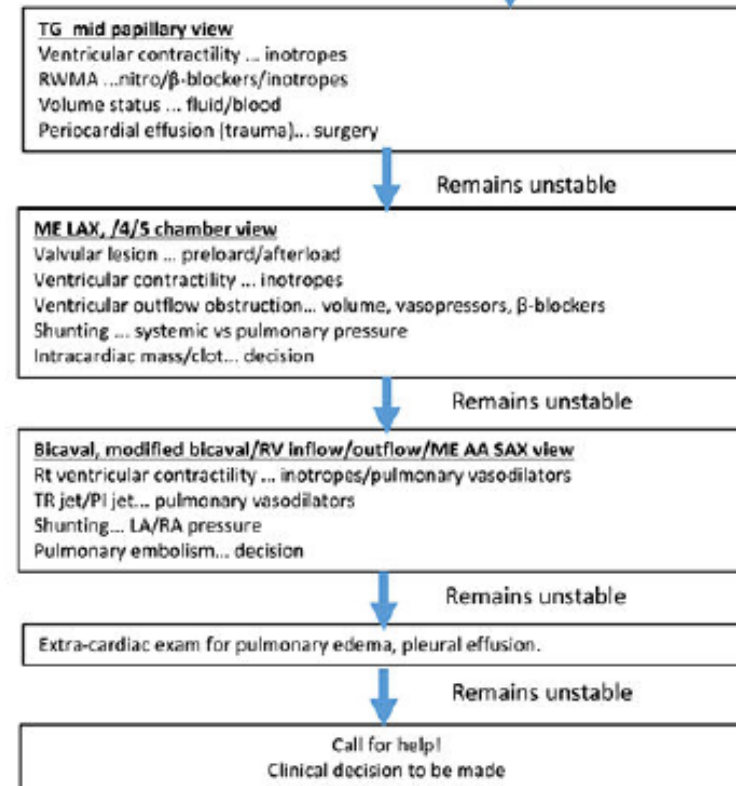 TG mid papillary view
Ventricular contractility ... inotropes
RWMA ...nitro/β-blockers/inotropes
Volume status ... fluid/blood
Periocardial effusion (trauma)... surgery
Remains unstable
ME LAX, /4/5 chamber view
Valvular lesion ... preloard/afterload
Ventricular contractility ... inotropes
Ventricular outflow obstruction... volume, vasopressors, β-blockers
Shunting ... systemic vs pulmonary pressure
Intracardiac mass/clot... decision
Remains unstable
Bicaval, modified bicaval/RV inflow/outflow/ME AA SAX view
Rt ventricular contractility ... inotropes/pulmonary vasodilators
TR jet/PI jet... pulmonary vasodilators
Shunting... LA/RA pressure
Pulmonary embolism... decision
Remains unstable
Extra-cardiac exam for pulmonary edema, pleural effusion.
Remains unstable
Call for help!
Clinical decision to be made